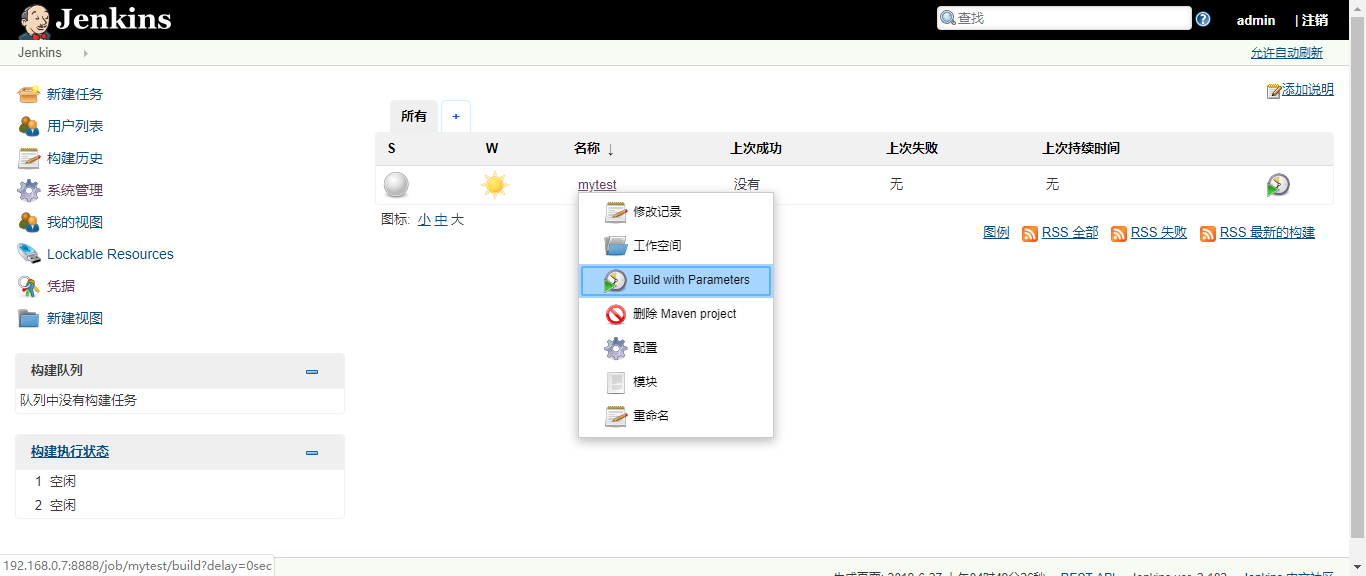 Jenkins
查找
admin
| 注销
Jenkins
允许自动刷新
新建任务
用户列表
构建历史
系统管理
我的视图
Lockable Resources
凭据
新建视图
构建队列
队列中没有构建任务
构建执行状态
1 空闲
2 空闲
添加说明
所有
+
S W 名称 ↓ 上次成功 上次失败 上次持续时间
mytest 没有 无 无
图标: 小 中 大
修改记录
工作空间
Build with Parameters
删除 Maven project
配置
模块
重命名
图例 RSS 全部 RSS 失败 RSS 最新的构建
192.168.0.7:8888/job/mytest/build?delay=0sec